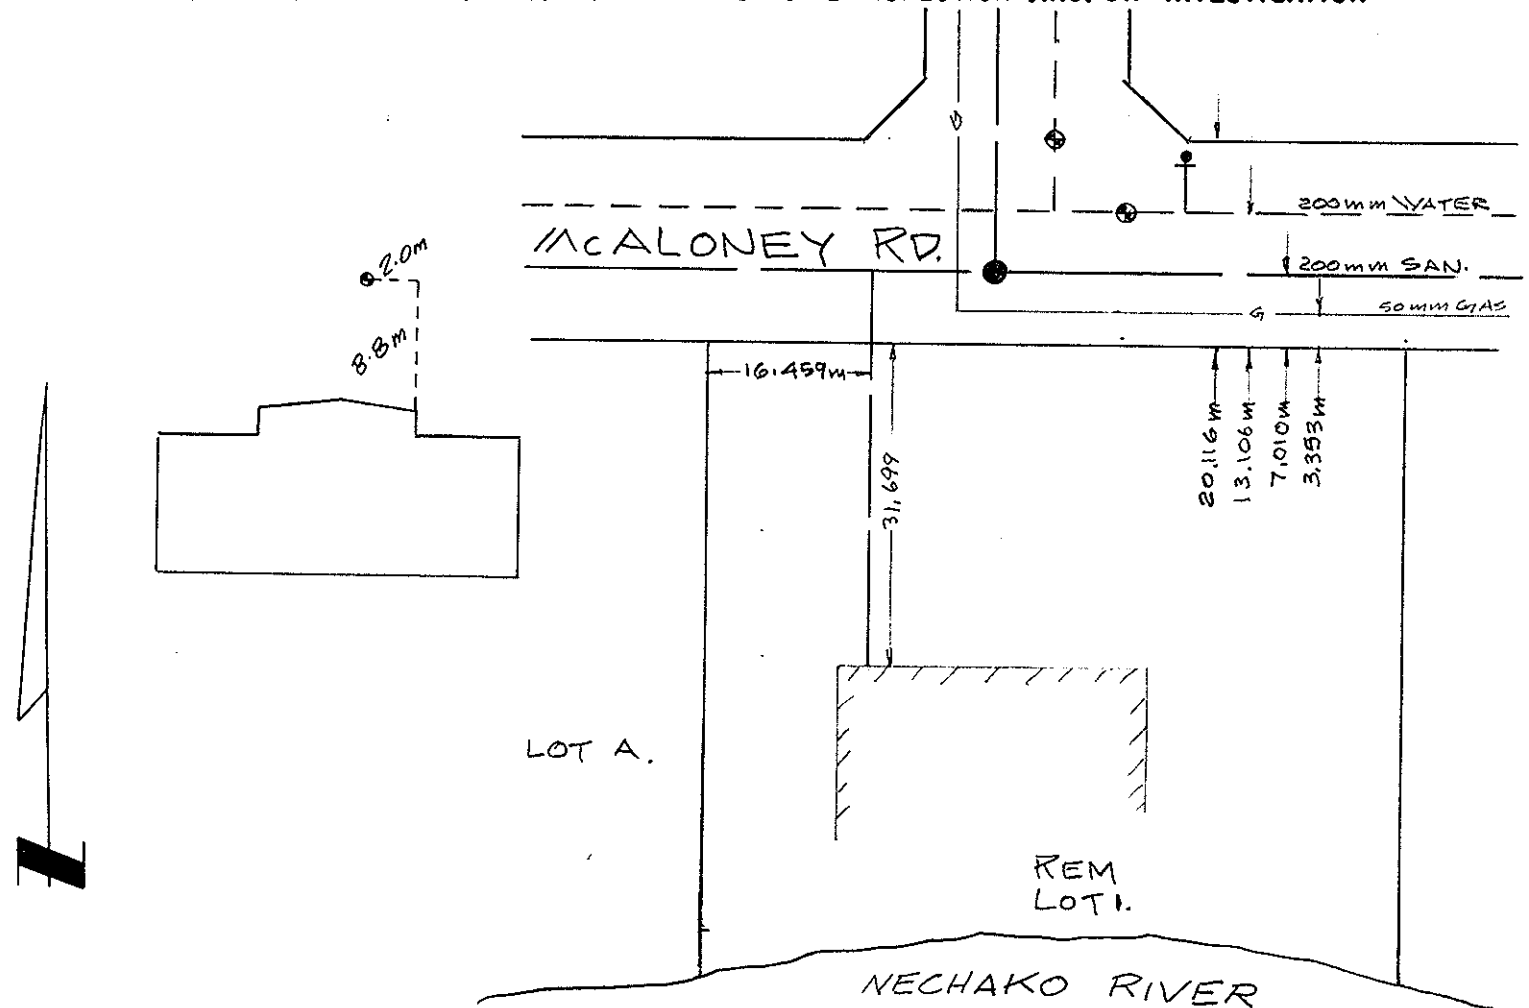 200mm WATER
McALONEY RD.
2.0m
200mm SAN.
G
50mm GAS
G
8.8m
16.459m
20.116m
13.106m
7.010m
3.353m
31.699
LOT A.
REM
LOT 1.
NECHAKO RIVER